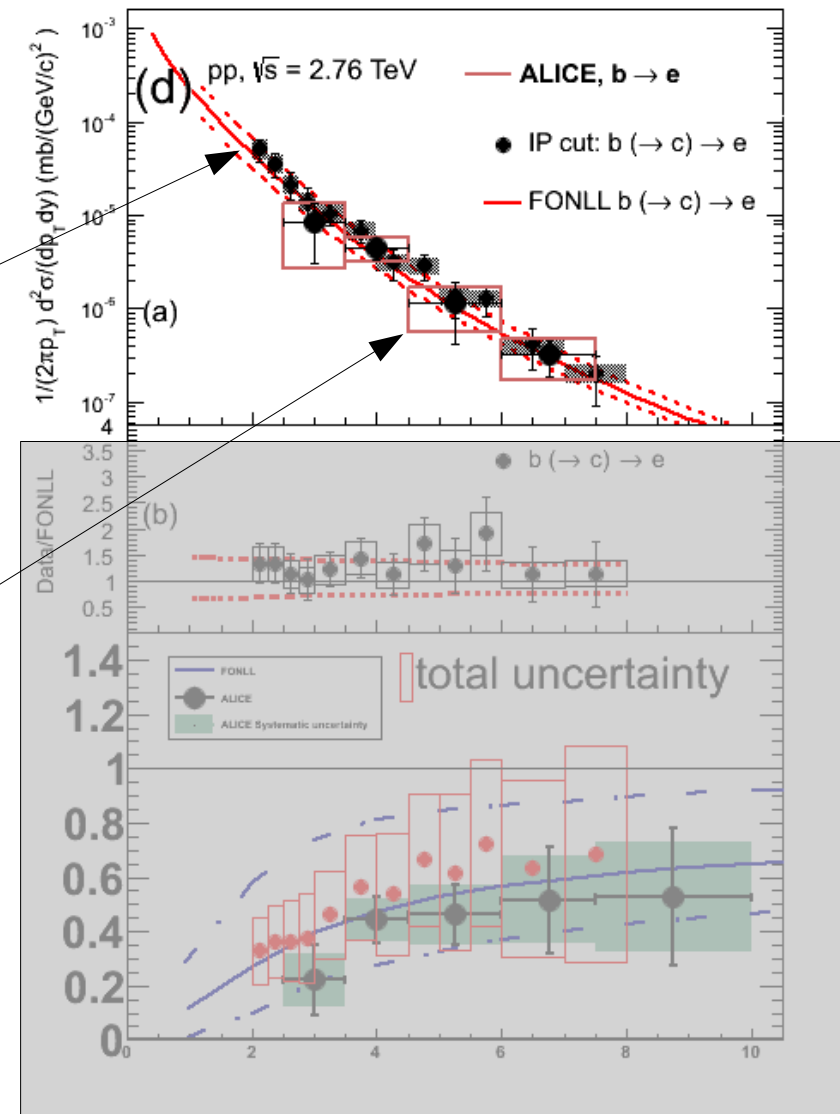 10⁻³
(d) pp, √s = 2.76 TeV
ALICE, b → e
10⁻⁴
IP cut: b (→ c) → e
FONLL b (→ c) → e
10⁻⁵
(a)
10⁻⁶
10⁻⁷
1/(2πp_T) d²σ/(dp_T dy) (mb/(GeV/c)²)
4
3.5
b (→ c) → e
3
2.5
(b)
2
1.5
1
0.5
Data/FONLL
1.4
FONLL
ALICE
ALICE Systematic uncertainty
total uncertainty
1.2
1
0.8
0.6
0.4
0.2
0
0 2 4 6 8 10